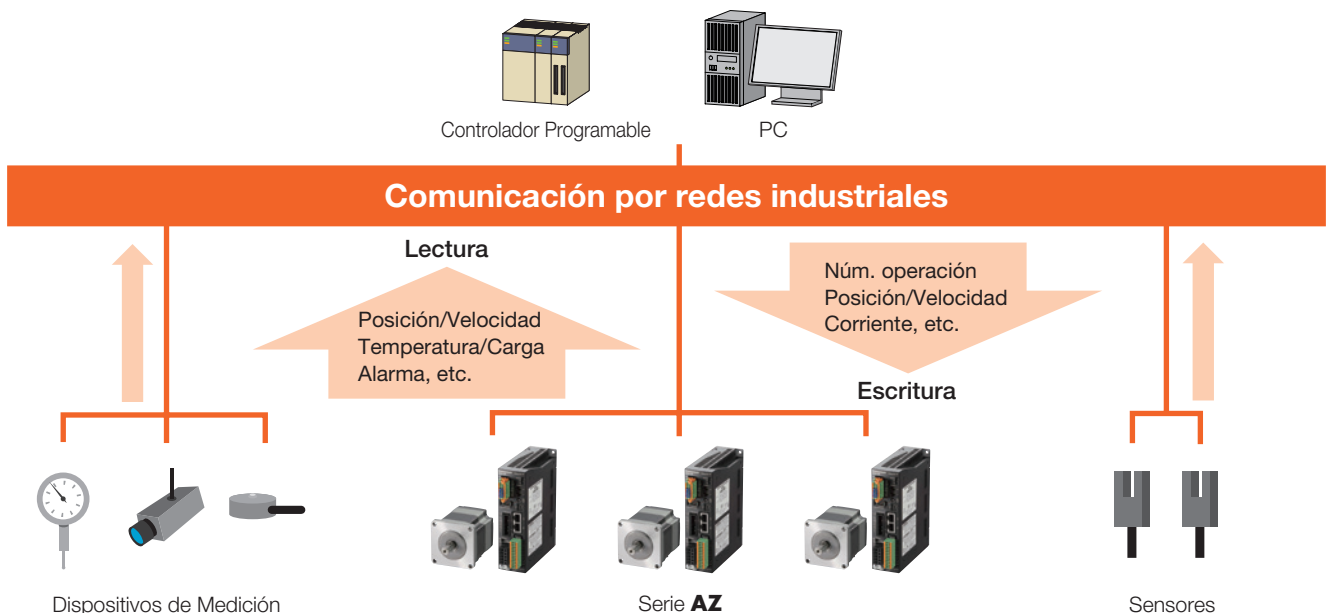 Controlador Programable
PC
Comunicación por redes industriales
Lectura
Posición/Velocidad
Temperatura/Carga
Alarma, etc.
Núm. operación
Posición/Velocidad
Corriente, etc.
Escritura
Dispositivos de Medición
Serie AZ
Sensores